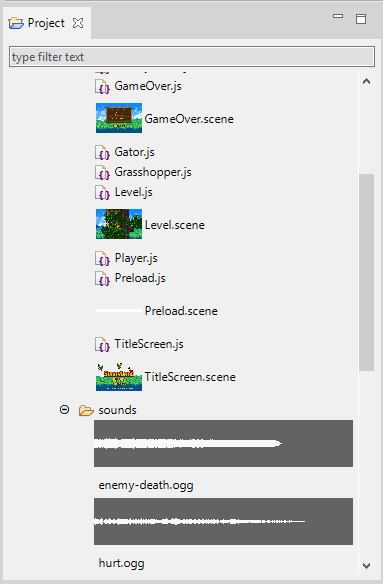 Project
type filter text
GameOver.js
GameOver.scene
Gator.js
Grasshopper.js
Level.js
Level.scene
Player.js
Preload.js
Preload.scene
TitleScreen.js
TitleScreen.scene
sounds
enemy-death.ogg
hurt.ogg